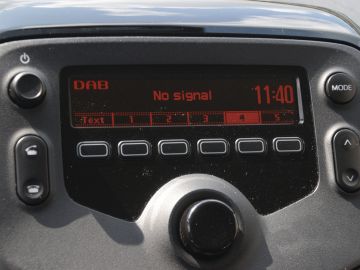 DAB
No signal
11:40
MODE
Text 1 2 3 4 5